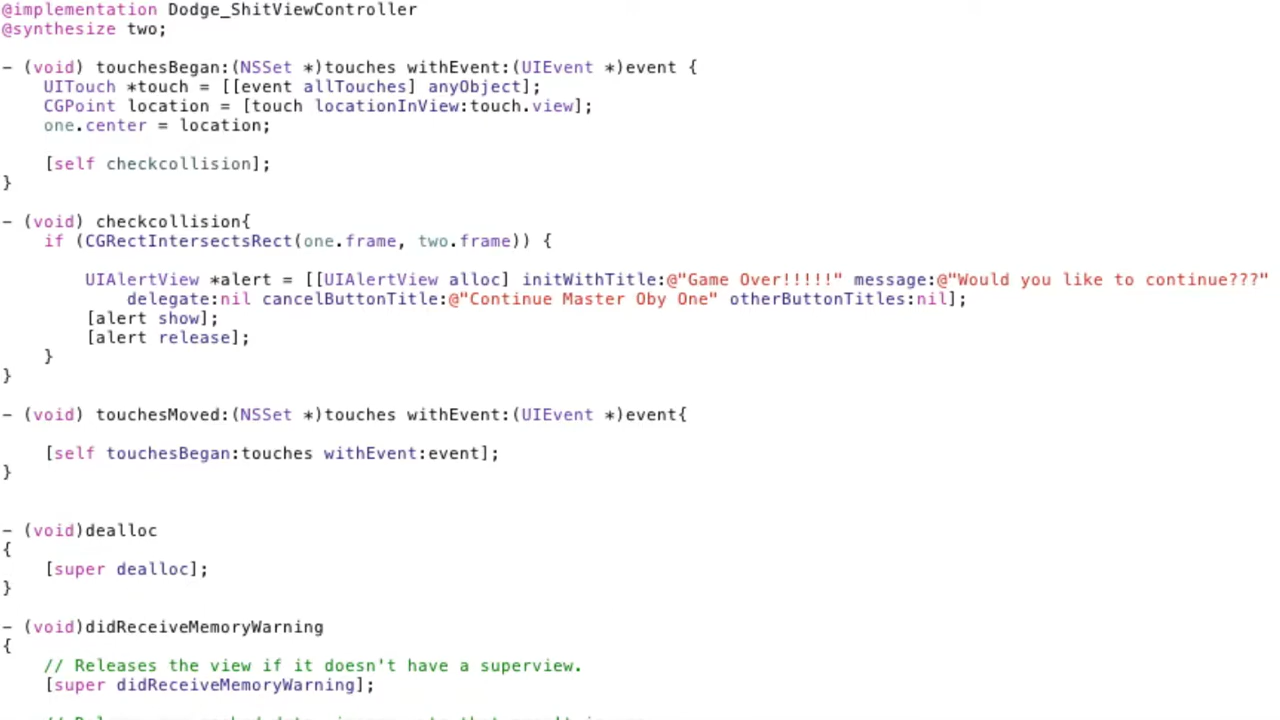 @implementation Dodge_ShitViewController
@synthesize two;
- (void) touchesBegan:(NSSet *)touches withEvent:(UIEvent *)event {
UITouch *touch = [[event allTouches] anyObject];
CGPoint location = [touch locationInView:touch.view];
one.center = location;
[self checkcollision];
}
- (void) checkcollision{
if (CGRectIntersectsRect(one.frame, two.frame)) {
UIAlertView *alert = [[UIAlertView alloc] initWithTitle:@"Game Over!!!!!" message:@"Would you like to continue???"
delegate:nil cancelButtonTitle:@"Continue Master Oby One" otherButtonTitles:nil];
[alert show];
[alert release];
}
}
- (void) touchesMoved:(NSSet *)touches withEvent:(UIEvent *)event{
[self touchesBegan:touches withEvent:event];
}
- (void)dealloc
{
[super dealloc];
}
- (void)didReceiveMemoryWarning
{
// Releases the view if it doesn't have a superview.
[super didReceiveMemoryWarning];